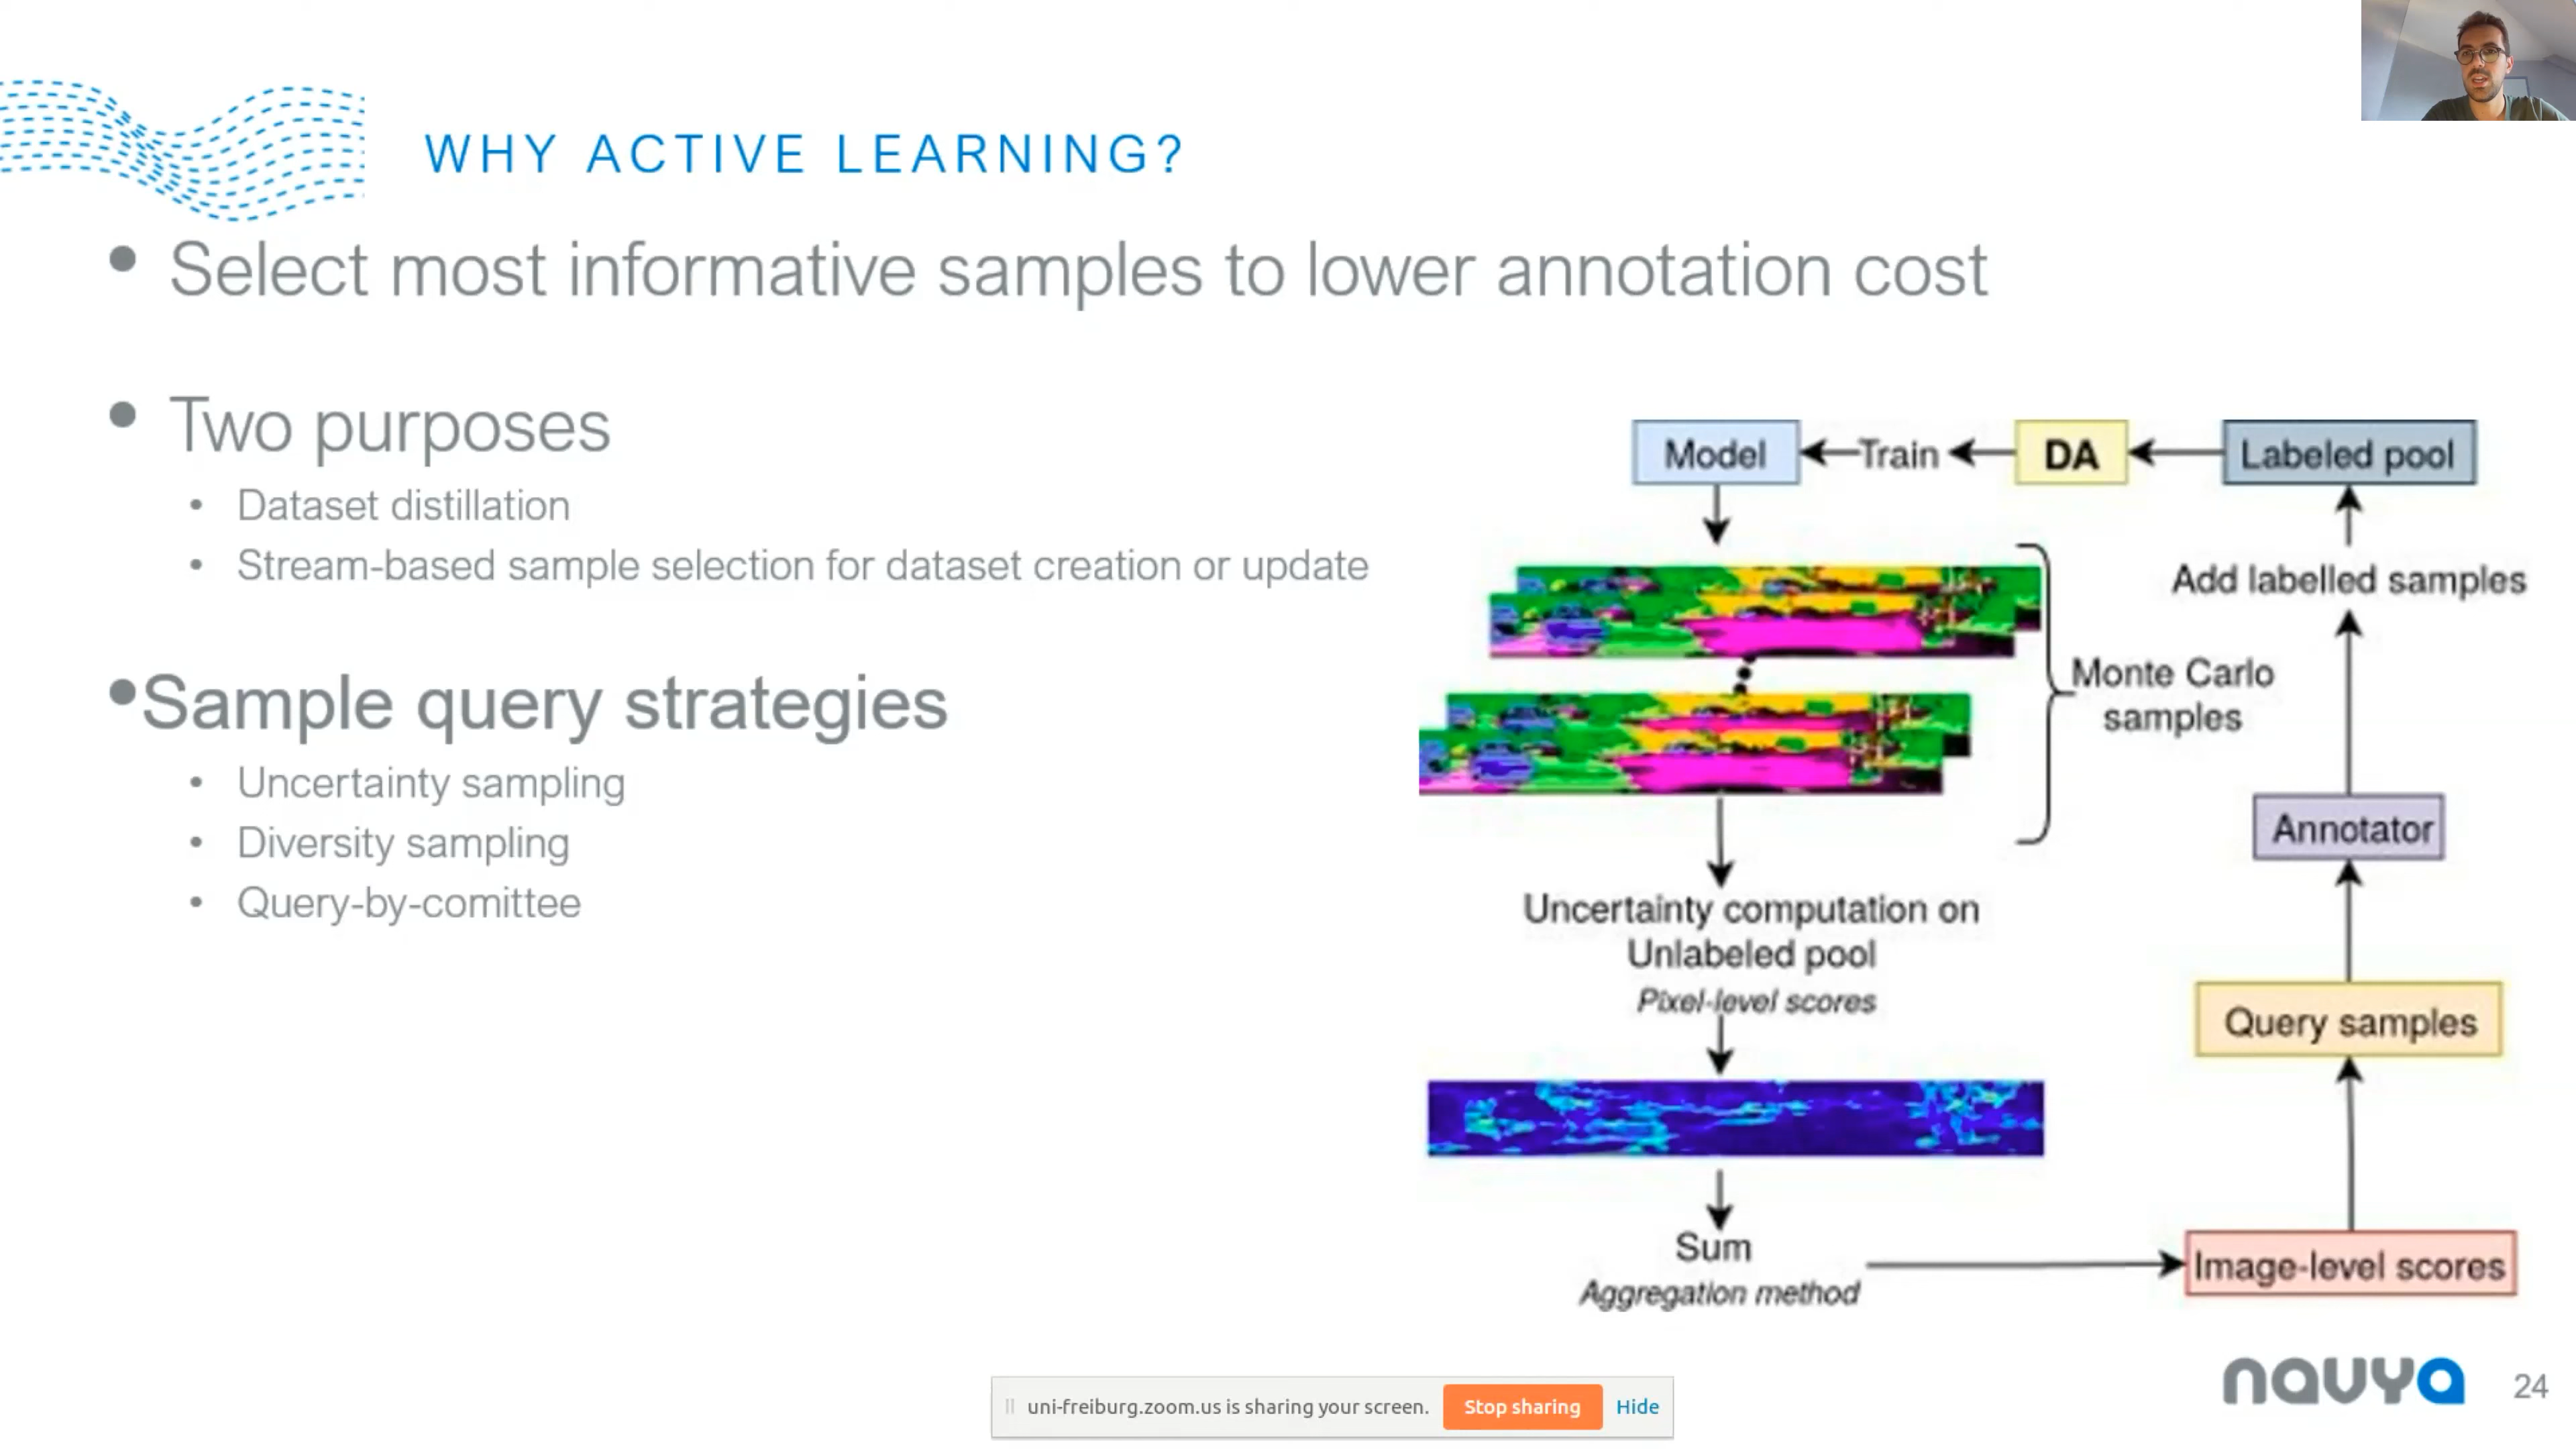 WHY ACTIVE LEARNING?
• Select most informative samples to lower annotation cost
• Two purposes
• Dataset distillation
• Stream-based sample selection for dataset creation or update
•Sample query strategies
• Uncertainty sampling
• Diversity sampling
• Query-by-comittee
Model
Train
DA
Labeled pool
Add labelled samples
Monte Carlo
samples
Annotator
Uncertainty computation on
Unlabeled pool
Pixel-level scores
Query samples
Sum
Aggregation method
Image-level scores
navya
24
uni-freiburg.zoom.us is sharing your screen.
Stop sharing
Hide